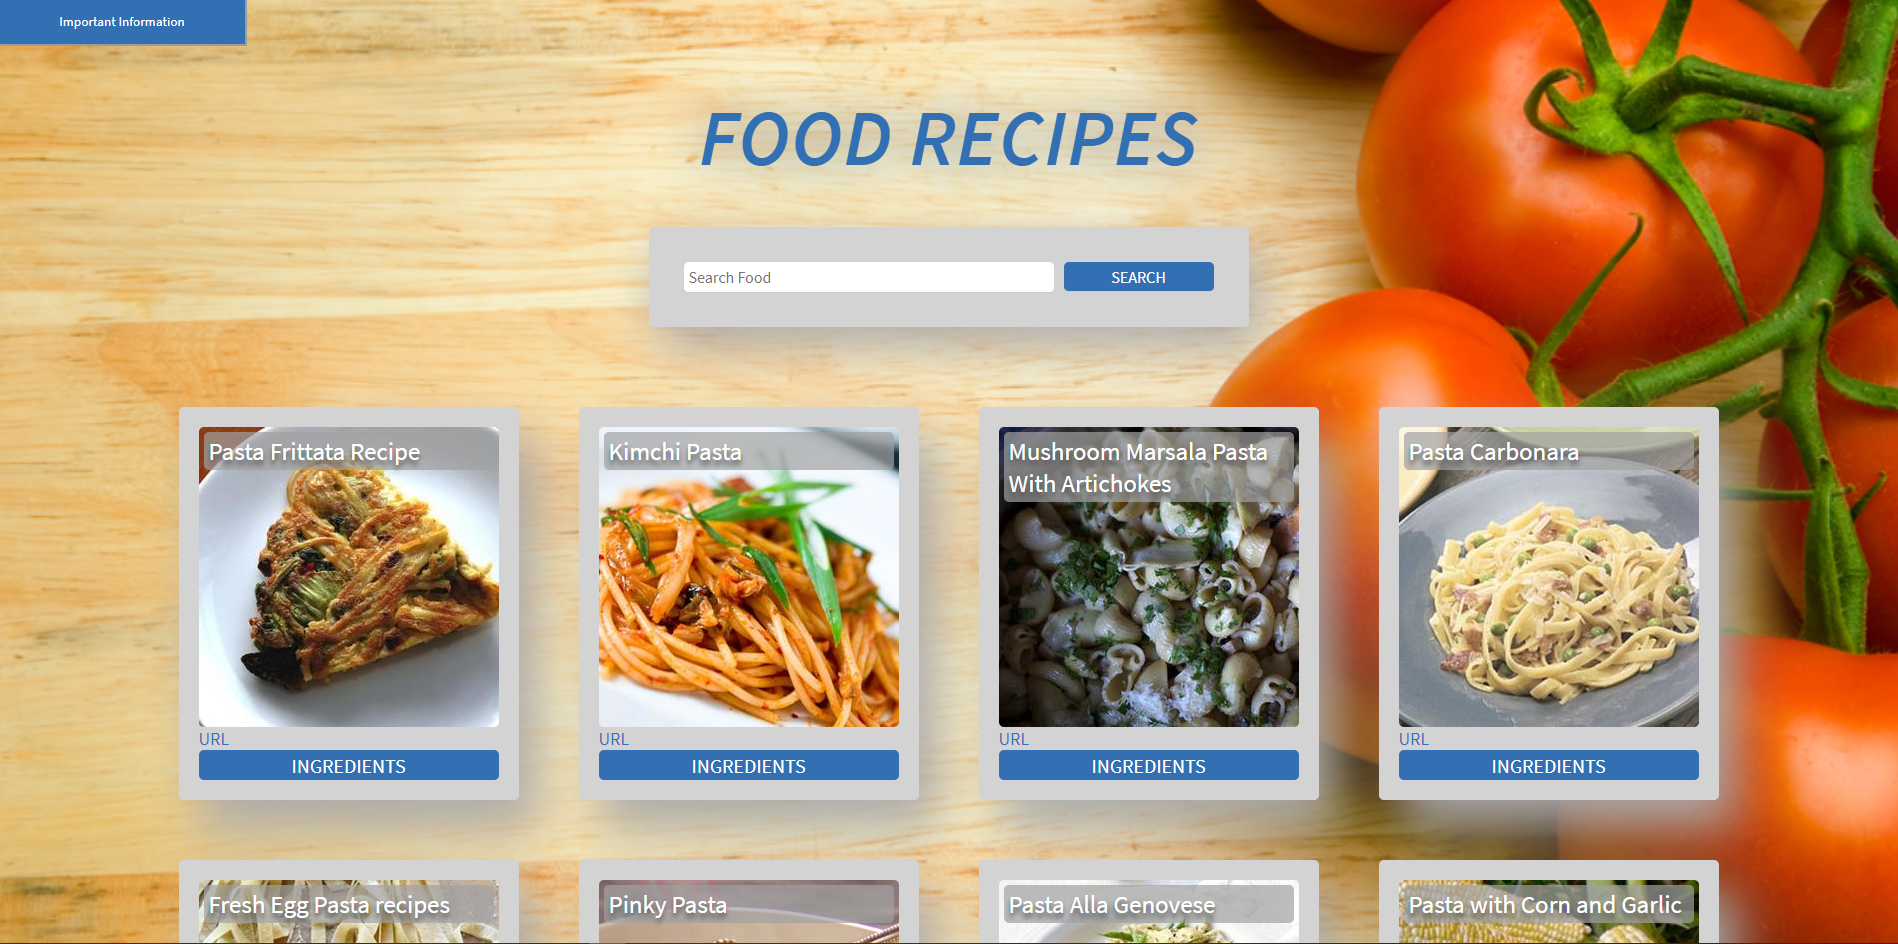 Important Information
FOOD RECIPES
Search Food
SEARCH
Pasta Frittata Recipe
URL
INGREDIENTS
Kimchi Pasta
URL
INGREDIENTS
Mushroom Marsala Pasta
With Artichokes
URL
INGREDIENTS
Pasta Carbonara
URL
INGREDIENTS
Fresh Egg Pasta recipes
Pinky Pasta
Pasta Alla Genovese
Pasta with Corn and Garlic